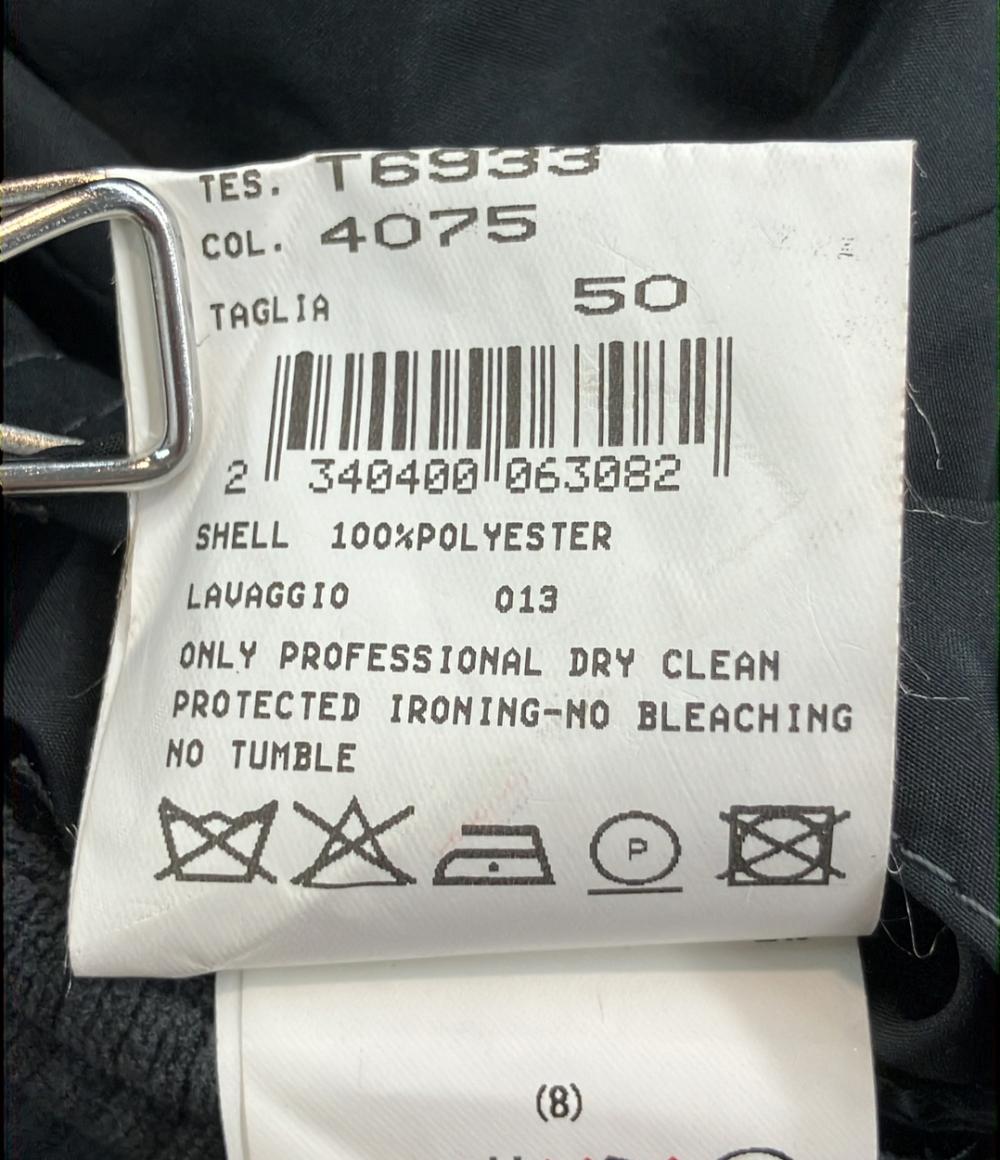 TES. T6933
COL. 4075
TAGLIA 50
2 340400 063082
SHELL 100%POLYESTER
LAVAGGIO 013
ONLY PROFESSIONAL DRY CLEAN
PROTECTED IRONING-NO BLEACHING
NO TUMBLE
P
(8)